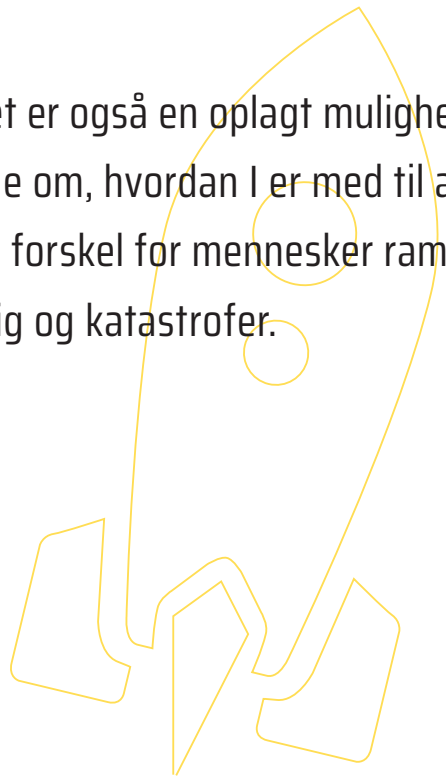 et er også en oplagt mulighe
e om, hvordan I er med til a
forskel for mennesker ram
ig og katastrofer.